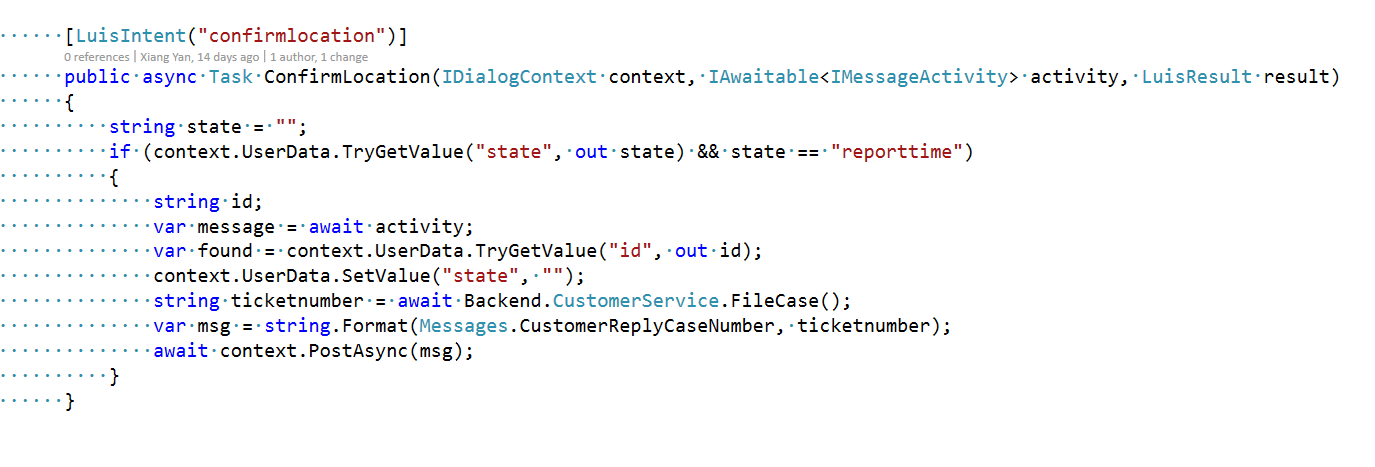 [LuisIntent("confirmlocation")]
0 references | Xiang Yan, 14 days ago | 1 author, 1 change
public async Task ConfirmLocation(IDialogContext context, IAwaitable<IMessageActivity> activity, LuisResult result)
{
string state = "";
if (context.UserData.TryGetValue("state", out state) && state == "reporttime")
{
string id;
var message = await activity;
var found = context.UserData.TryGetValue("id", out id);
context.UserData.SetValue("state", "");
string ticketnumber = await Backend.CustomerService.FileCase();
var msg = string.Format(Messages.CustomerReplyCaseNumber, ticketnumber);
await context.PostAsync(msg);
}
}